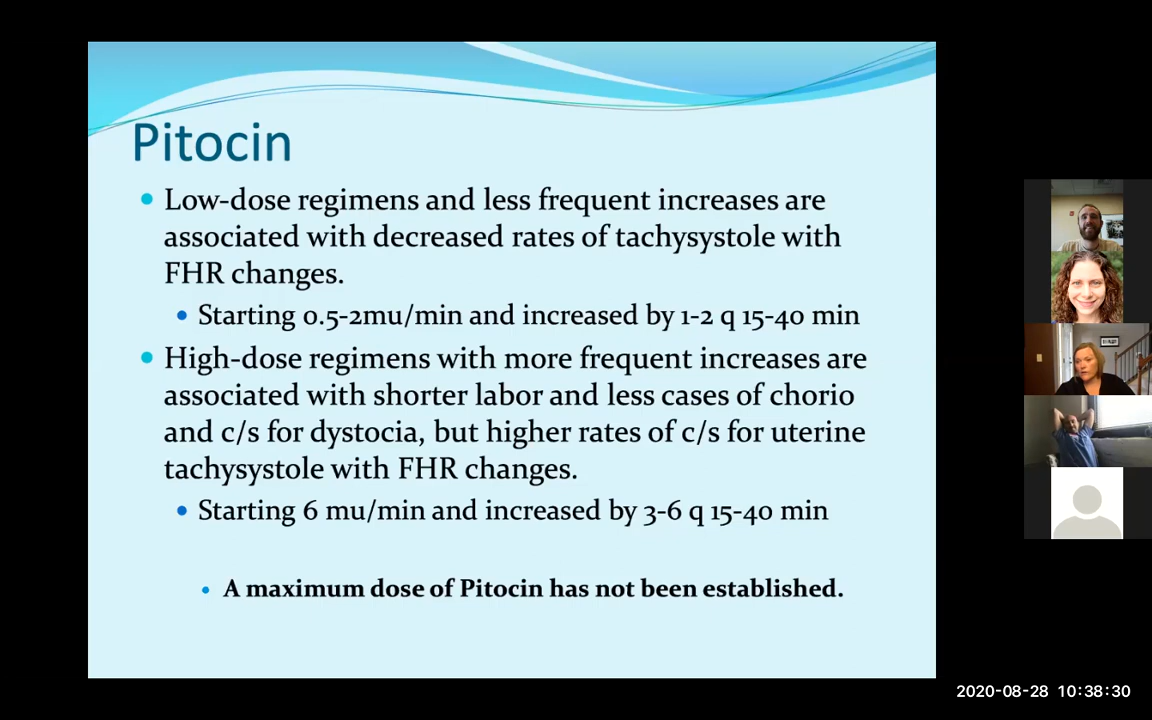 Pitocin
Low-dose regimens and less frequent increases are
associated with decreased rates of tachysystole with
FHR changes.
Starting 0.5-2mu/min and increased by 1-2 q 15-40 min
High-dose regimens with more frequent increases are
associated with shorter labor and less cases of chorio
and c/s for dystocia, but higher rates of c/s for uterine
tachysystole with FHR changes.
Starting 6 mu/min and increased by 3-6 q 15-40 min
A maximum dose of Pitocin has not been established.
2020-08-28 10:38:30